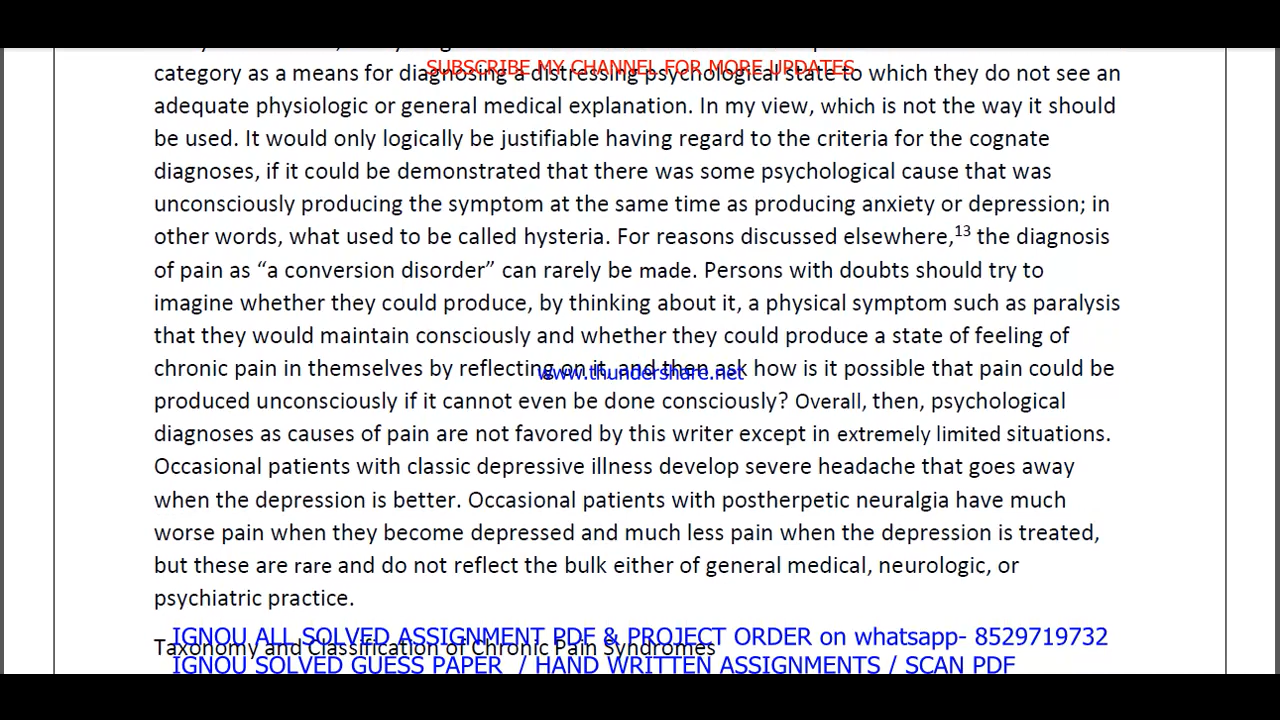 SUBSCRIBE MY CHANNEL FOR MORE UPDATES
category as a means for diagnosing a distressing psychological state to which they do not see an
adequate physiologic or general medical explanation. In my view, which is not the way it should
be used. It would only logically be justifiable having regard to the criteria for the cognate
diagnoses, if it could be demonstrated that there was some psychological cause that was
unconsciously producing the symptom at the same time as producing anxiety or depression; in
other words, what used to be called hysteria. For reasons discussed elsewhere,13 the diagnosis
of pain as “a conversion disorder” can rarely be made. Persons with doubts should try to
imagine whether they could produce, by thinking about it, a physical symptom such as paralysis
that they would maintain consciously and whether they could produce a state of feeling of
chronic pain in themselves by reflecting on it, and then ask how is it possible that pain could be
www.thundershare.net
produced unconsciously if it cannot even be done consciously? Overall, then, psychological
diagnoses as causes of pain are not favored by this writer except in extremely limited situations.
Occasional patients with classic depressive illness develop severe headache that goes away
when the depression is better. Occasional patients with postherpetic neuralgia have much
worse pain when they become depressed and much less pain when the depression is treated,
but these are rare and do not reflect the bulk either of general medical, neurologic, or
psychiatric practice.
IGNOU ALL SOLVED ASSIGNMENT PDF & PROJECT ORDER on whatsapp- 8529719732
Taxonomy and Classification of Chronic Pain Syndromes
IGNOU SOLVED GUESS PAPER / HAND WRITTEN ASSIGNMENTS / SCAN PDF